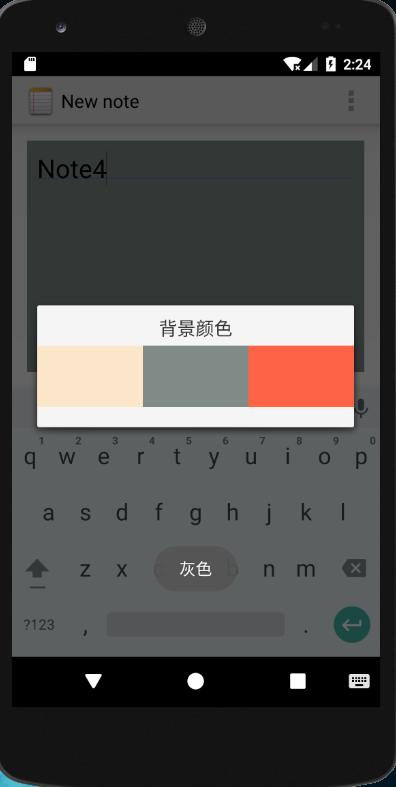 2:24
New note
Note4
背景颜色
1 2 3 4 5 6 7 8 9 0
q w e r t y u i o p
a s d f g h j k l
z x c b n m
灰色
?123 , .